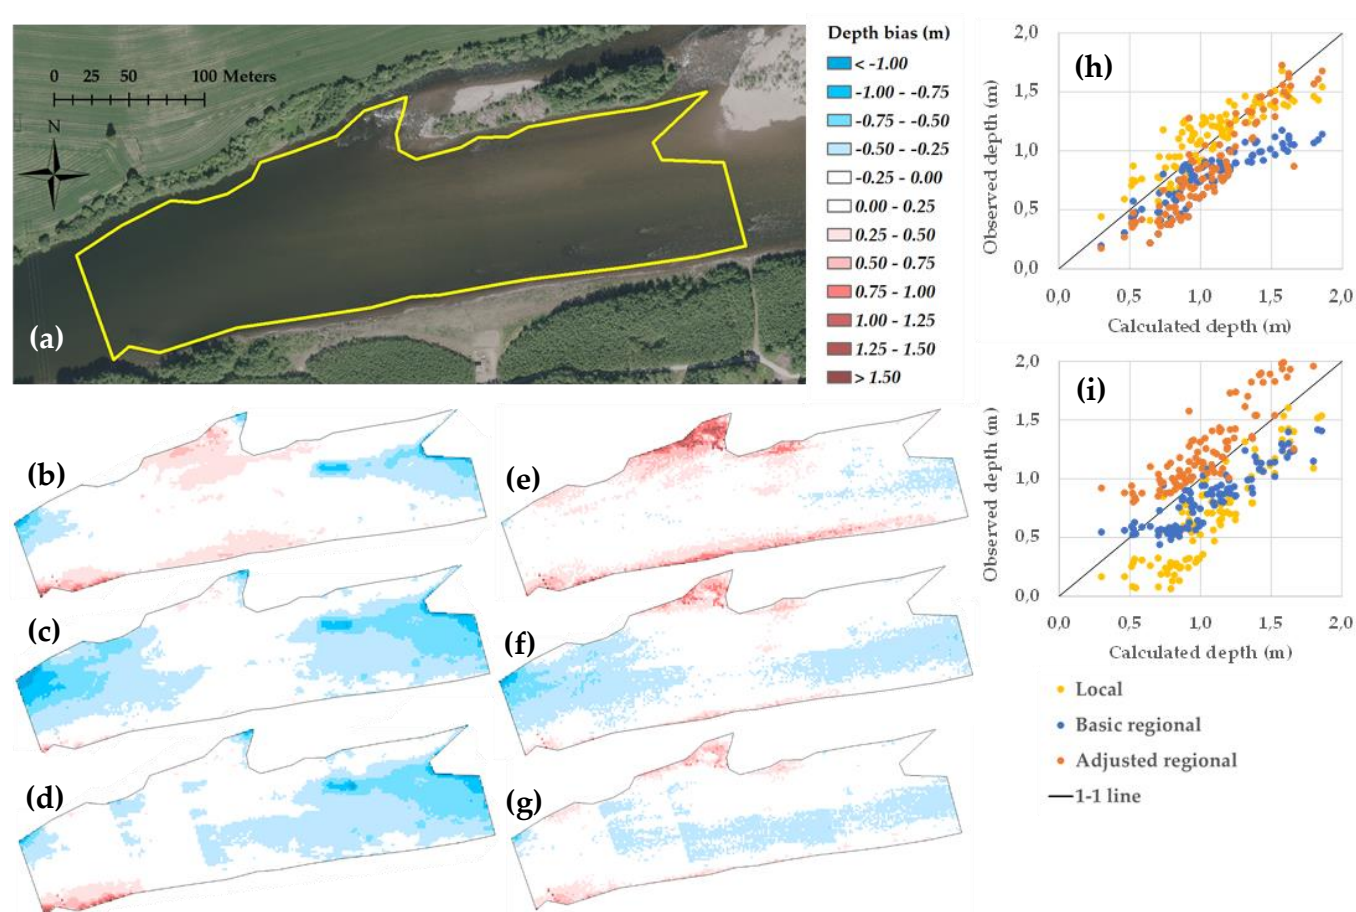 0 25 50 100 Meters
N
(a)
Depth bias (m)
< -1.00
-1.00 - -0.75
-0.75 - -0.50
-0.50 - -0.25
-0.25 - 0.00
0.00 - 0.25
0.25 - 0.50
0.50 - 0.75
0.75 - 1.00
1.00 - 1.25
1.25 - 1.50
> 1.50
(b)
(c)
(d)
(e)
(f)
(g)
(h)
2,0
1,5
1,0
0,5
0,0
Observed depth (m)
0,0 0,5 1,0 1,5 2,0
Calculated depth (m)
(i)
2,0
1,5
1,0
0,5
0,0
Observed depth (m)
0,0 0,5 1,0 1,5 2,0
Calculated depth (m)
Local
Basic regional
Adjusted regional
1-1 line